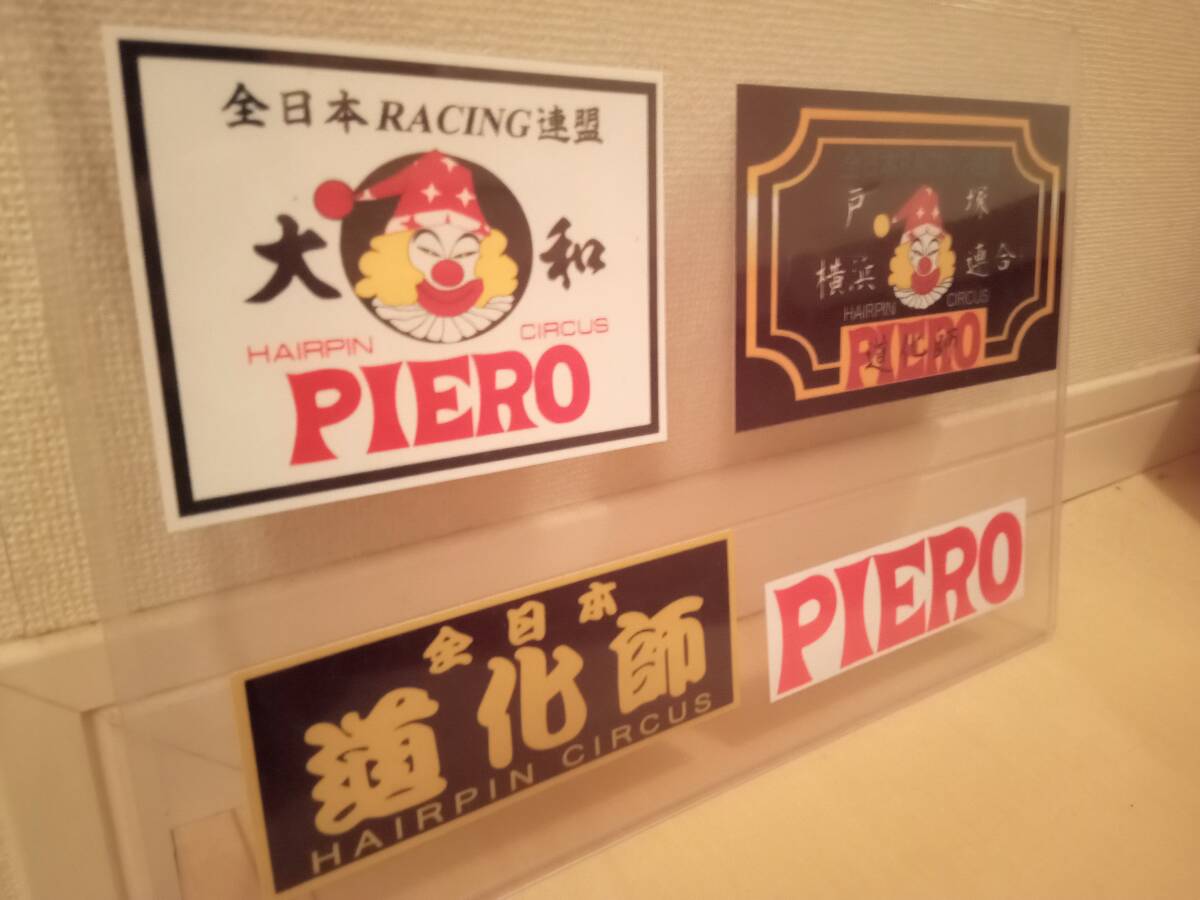 全日本RACING連盟
大和
HAIRPIN CIRCUS
PIERO
戸塚
横浜連合
HAIRPIN CIRCUS
PIERO
道化師
全日本
道化師
HAIRPIN CIRCUS
PIERO